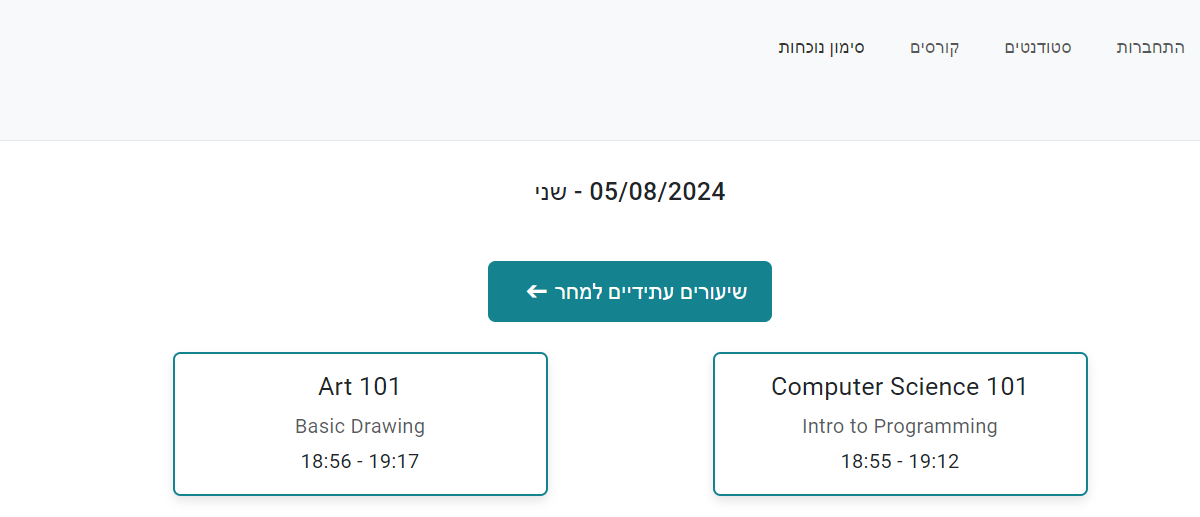 התחברות
סטודנטים
קורסים
סימון נוכחות
05/08/2024 - שני
שיעורים עתידיים למחר ←
Computer Science 101
Intro to Programming
18:55 - 19:12
Art 101
Basic Drawing
18:56 - 19:17